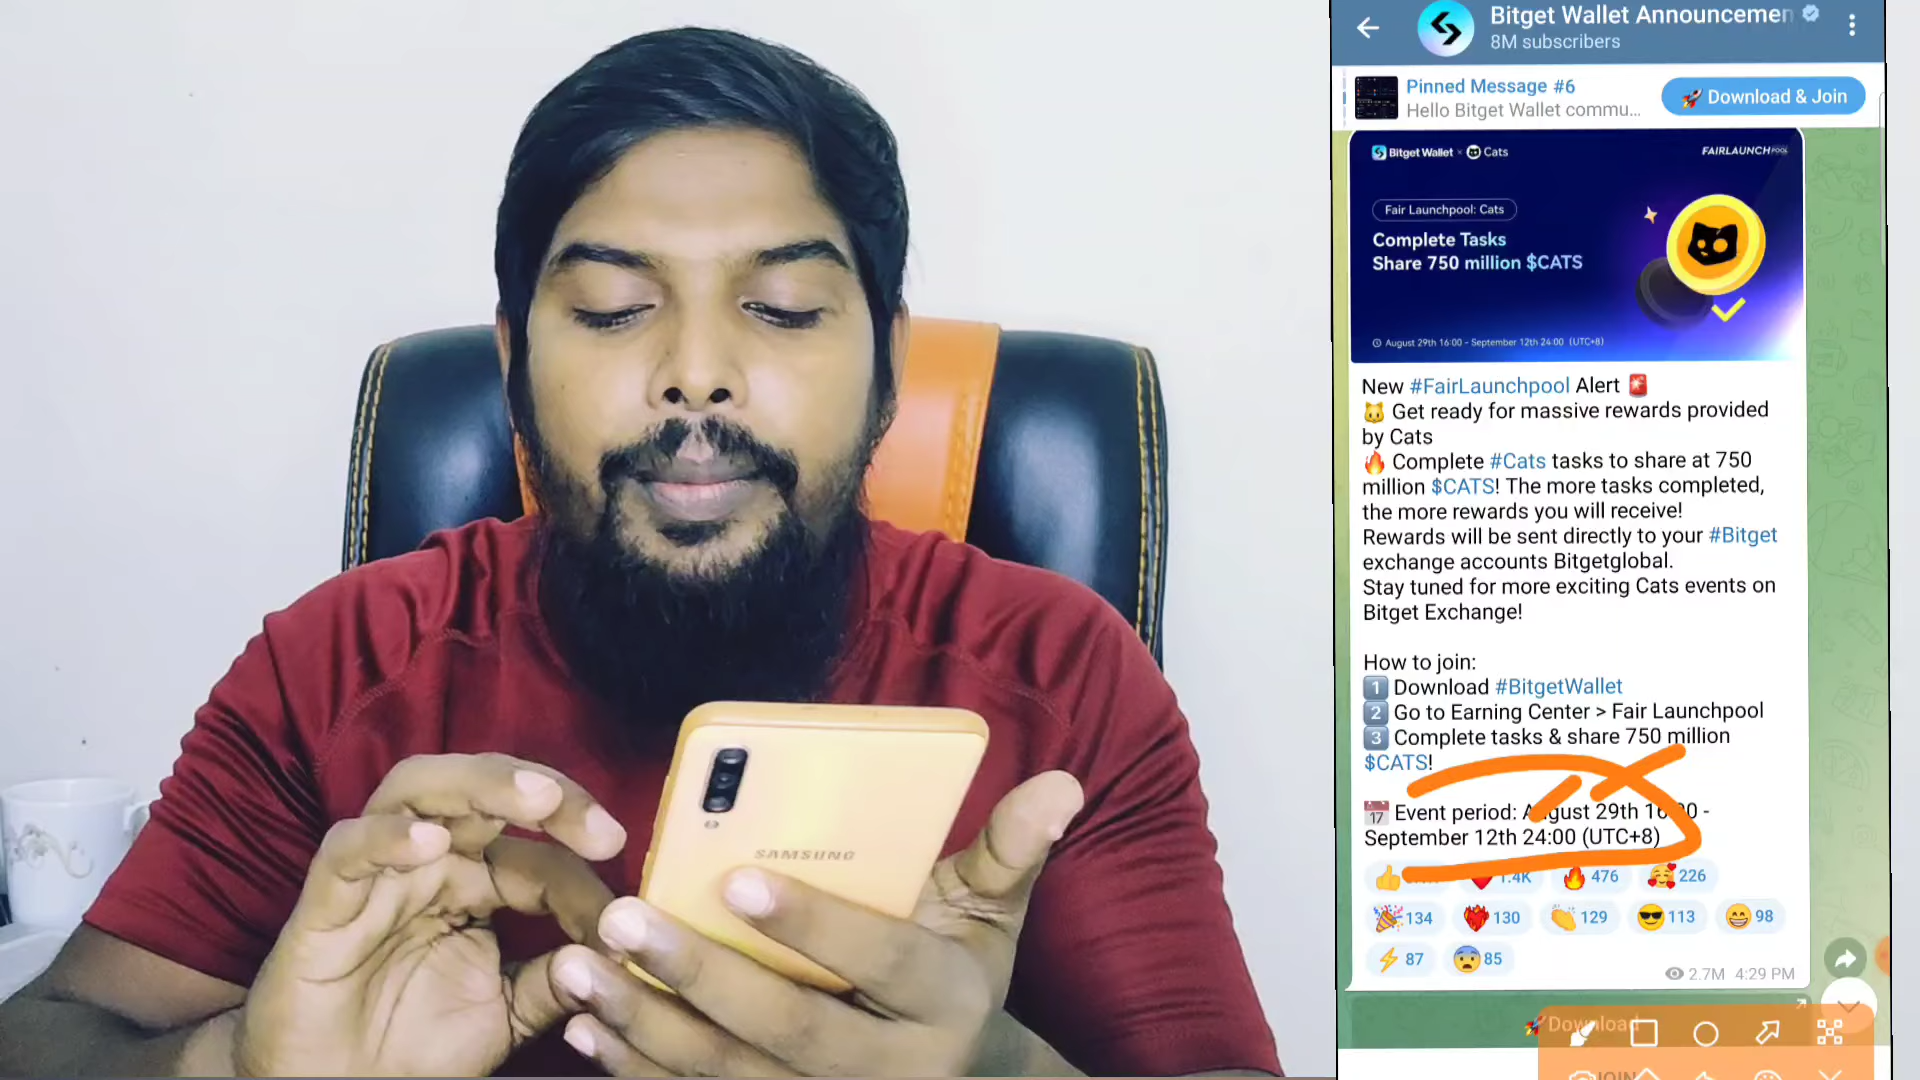 Bitget Wallet Announcemen
8M subscribers
Pinned Message #6
Hello Bitget Wallet commu...
Download & Join
Bitget Wallet × Cats
FAIRLAUNCHPOOL
Fair Launchpool: Cats
Complete Tasks
Share 750 million $CATS
August 29th 16:00 - September 12th 24:00 (UTC+8)
New #FairLaunchpool Alert 🚨
🐱 Get ready for massive rewards provided
by Cats
🔥 Complete #Cats tasks to share at 750
million $CATS! The more tasks completed,
the more rewards you will receive!
Rewards will be sent directly to your #Bitget
exchange accounts Bitgetglobal.
Stay tuned for more exciting Cats events on
Bitget Exchange!
How to join:
1 Download #BitgetWallet
2 Go to Earning Center > Fair Launchpool
3 Complete tasks & share 750 million
$CATS!
17 Event period: August 29th 16:00 -
September 12th 24:00 (UTC+8)
1.4K 476 226
134 130 129 113 98
87 85
2.7M 4:29 PM
Download
JOIN
SAMSUNG